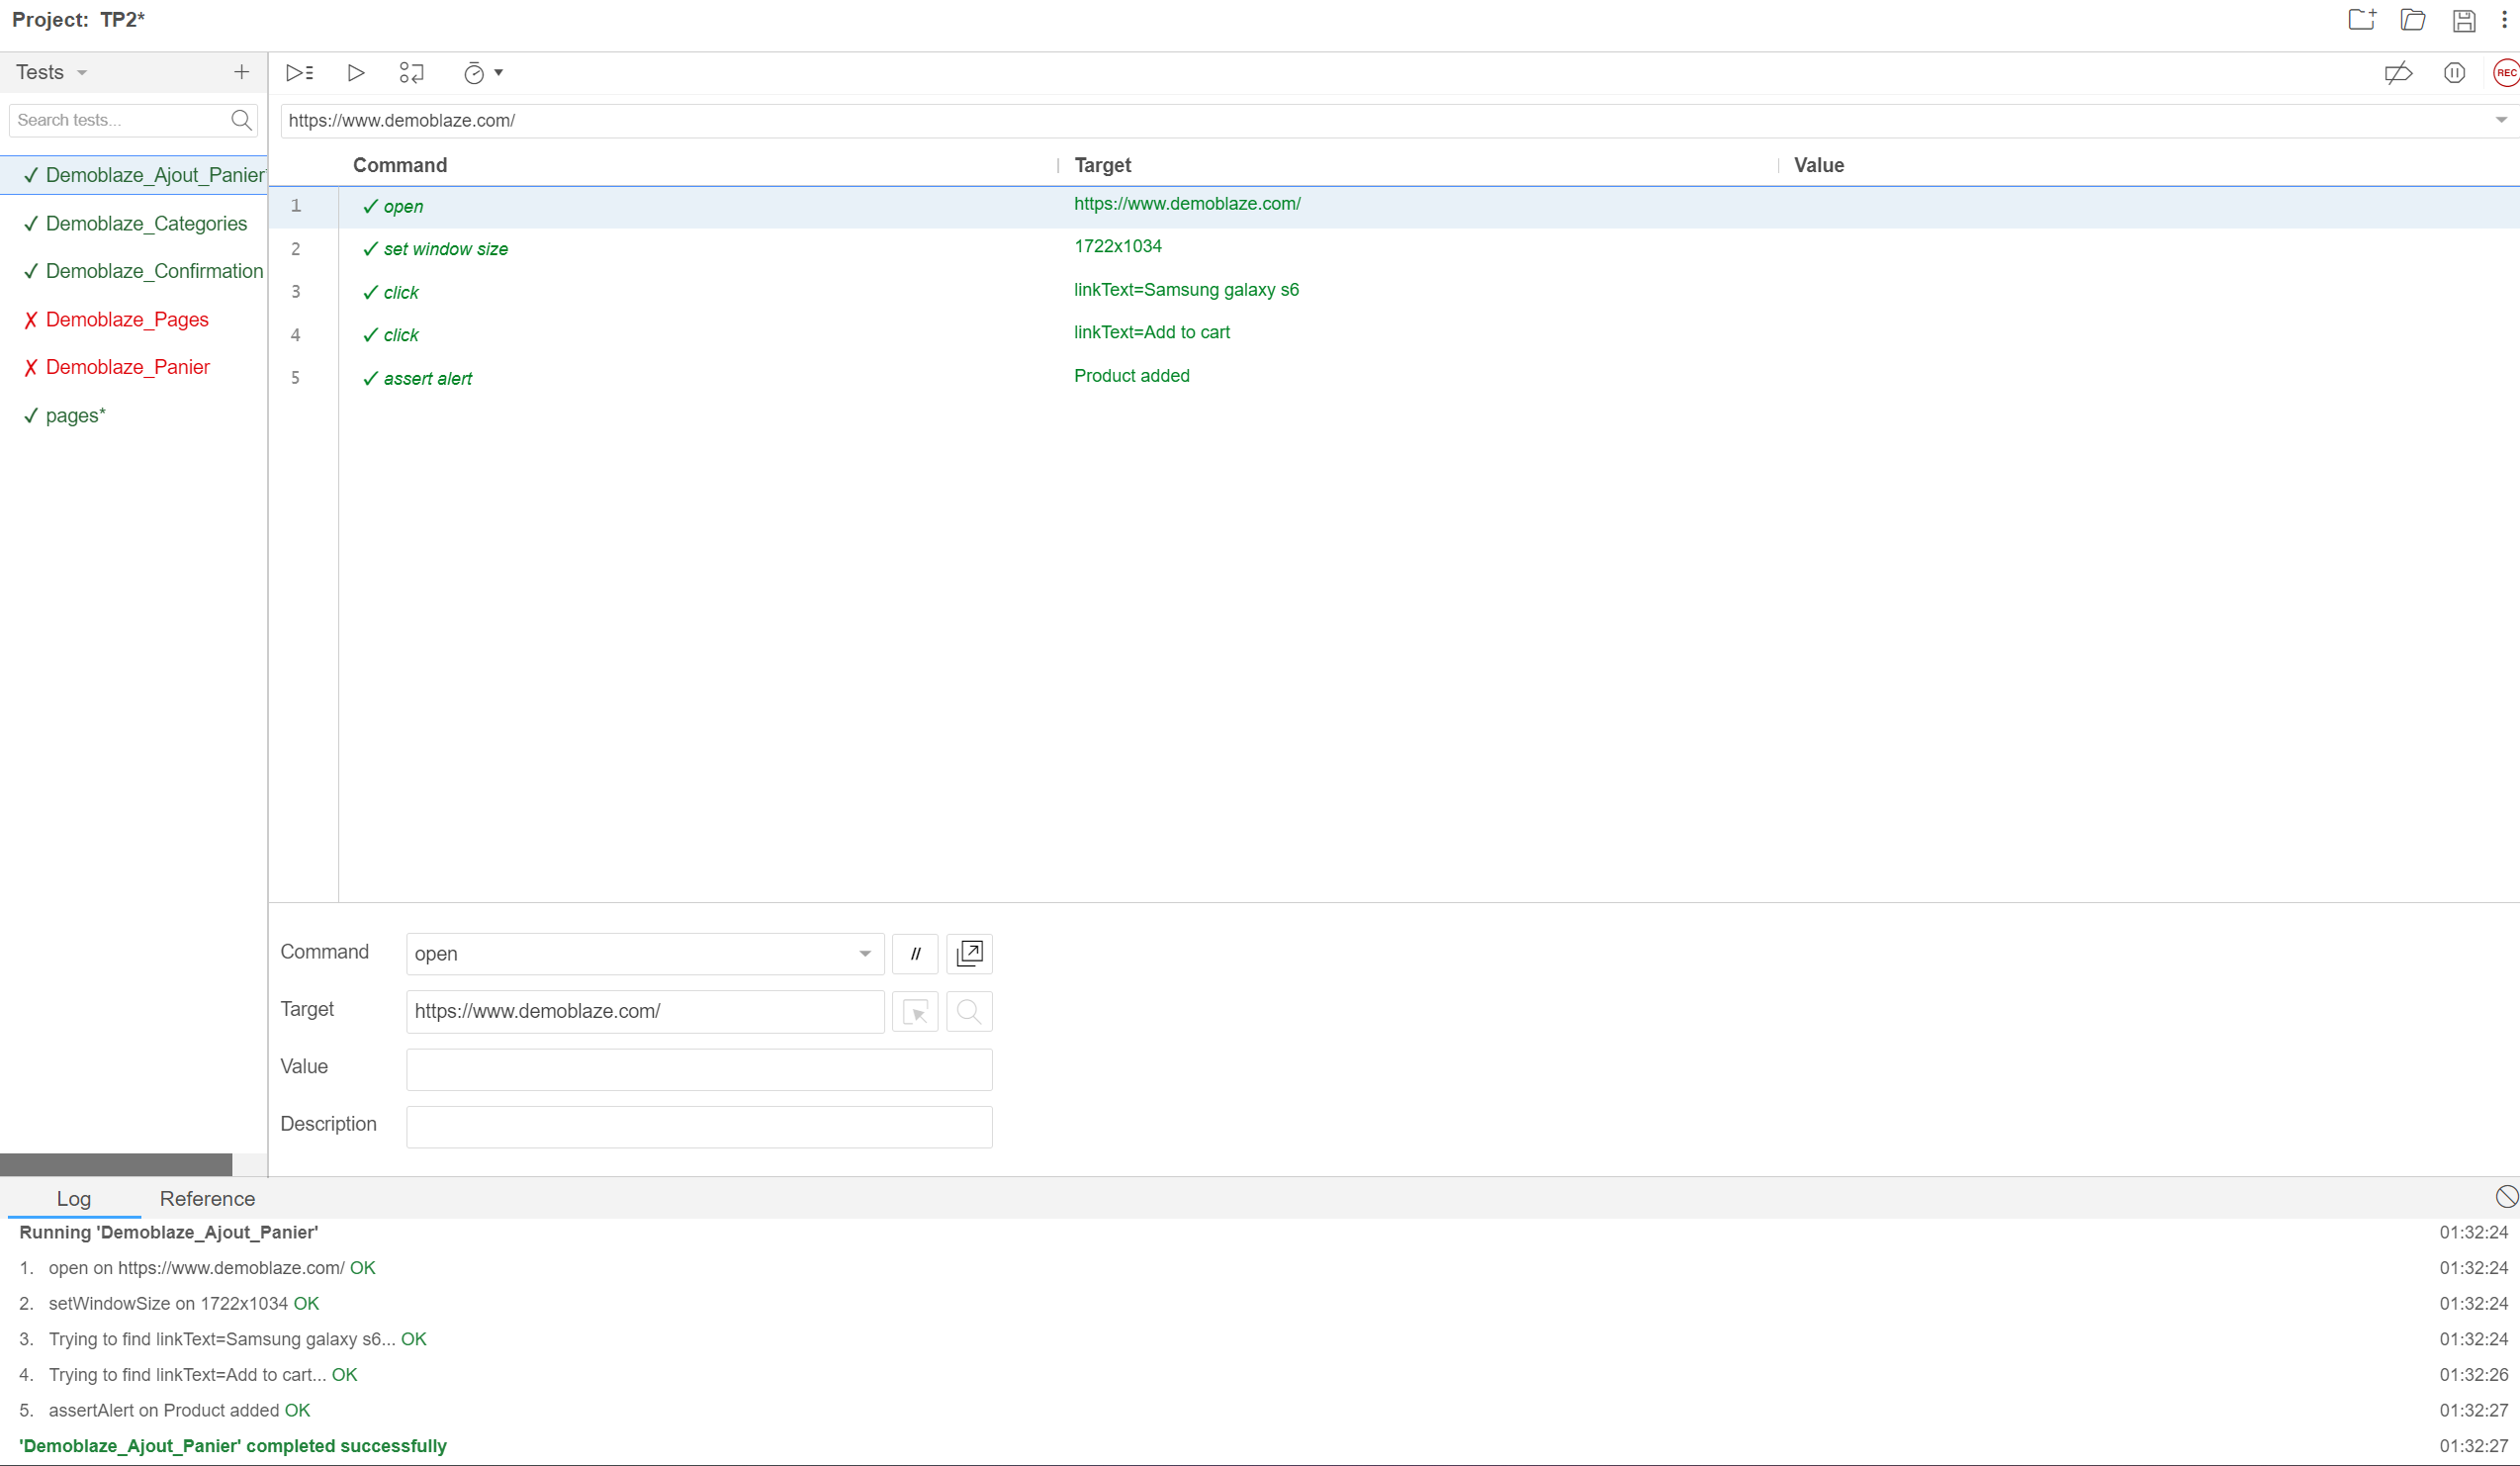 Project: TP2*
Tests
Search tests...
✓ Demoblaze_Ajout_Panier*
✓ Demoblaze_Categories
✓ Demoblaze_Confirmation
✗ Demoblaze_Pages
✗ Demoblaze_Panier
✓ pages*
REC
https://www.demoblaze.com/
Command Target Value
1 ✓ open https://www.demoblaze.com/
2 ✓ set window size 1722x1034
3 ✓ click linkText=Samsung galaxy s6
4 ✓ click linkText=Add to cart
5 ✓ assert alert Product added
Command open //
Target https://www.demoblaze.com/
Value
Description
Log Reference
Running 'Demoblaze_Ajout_Panier' 01:32:24
1. open on https://www.demoblaze.com/ OK 01:32:24
2. setWindowSize on 1722x1034 OK 01:32:24
3. Trying to find linkText=Samsung galaxy s6... OK 01:32:24
4. Trying to find linkText=Add to cart... OK 01:32:26
5. assertAlert on Product added OK 01:32:27
'Demoblaze_Ajout_Panier' completed successfully 01:32:27